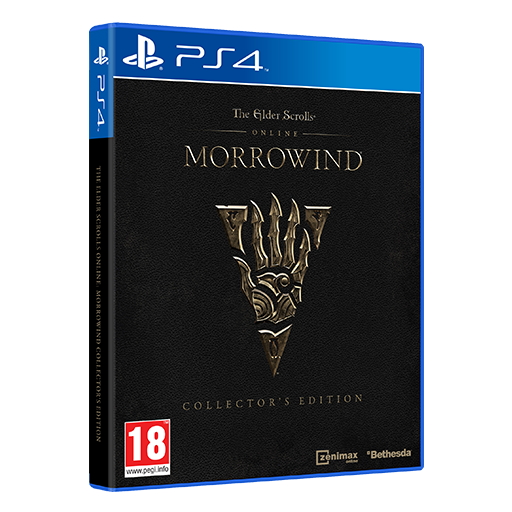 PS4
The Elder Scrolls
ONLINE
MORROWIND
COLLECTOR'S EDITION
18
www.pegi.info
zenimax
online
Bethesda
PS4
THE ELDER SCROLLS ONLINE: MORROWIND COLLECTOR'S EDITION